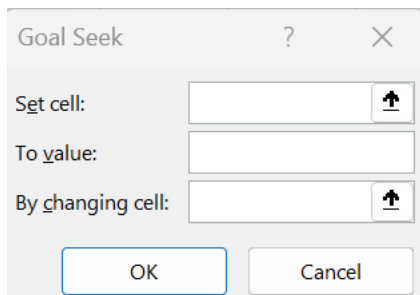 Goal Seek ? ×
Set cell:
To value:
By changing cell:
OK Cancel